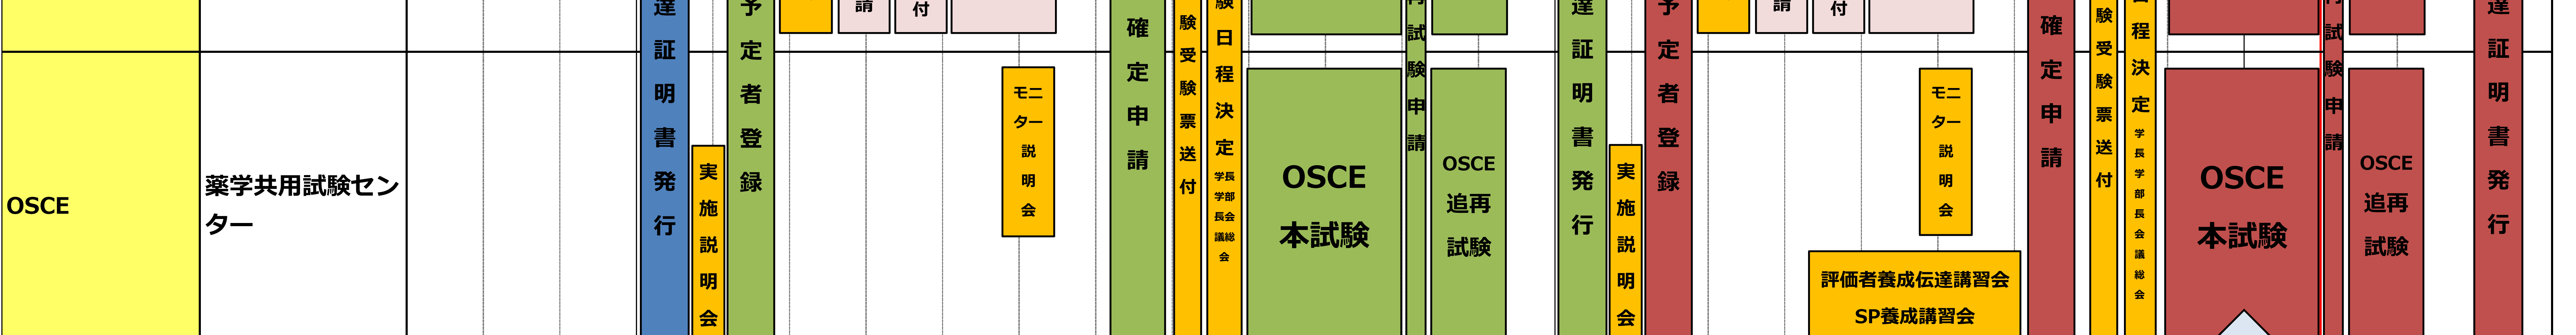 OSCE
薬学共用試験セン
ター
達証明書発行
実施説明会
予定者登録
請
付
モニ
ター
説
明
会
確定申請
験受験票送付
験日程決定
学長
学部
長会
議総
会
OSCE
本試験
再試験申請
OSCE
追再
試験
達証明書発行
実施説明会
予定者登録
請
付
モニ
ター
説
明
会
評価者養成伝達講習会
SP養成講習会
確定申請
験受験票送付
日程決定
学長学部長会議総会
OSCE
本試験
再試験申請
OSCE
追再
試験
達証明書発行